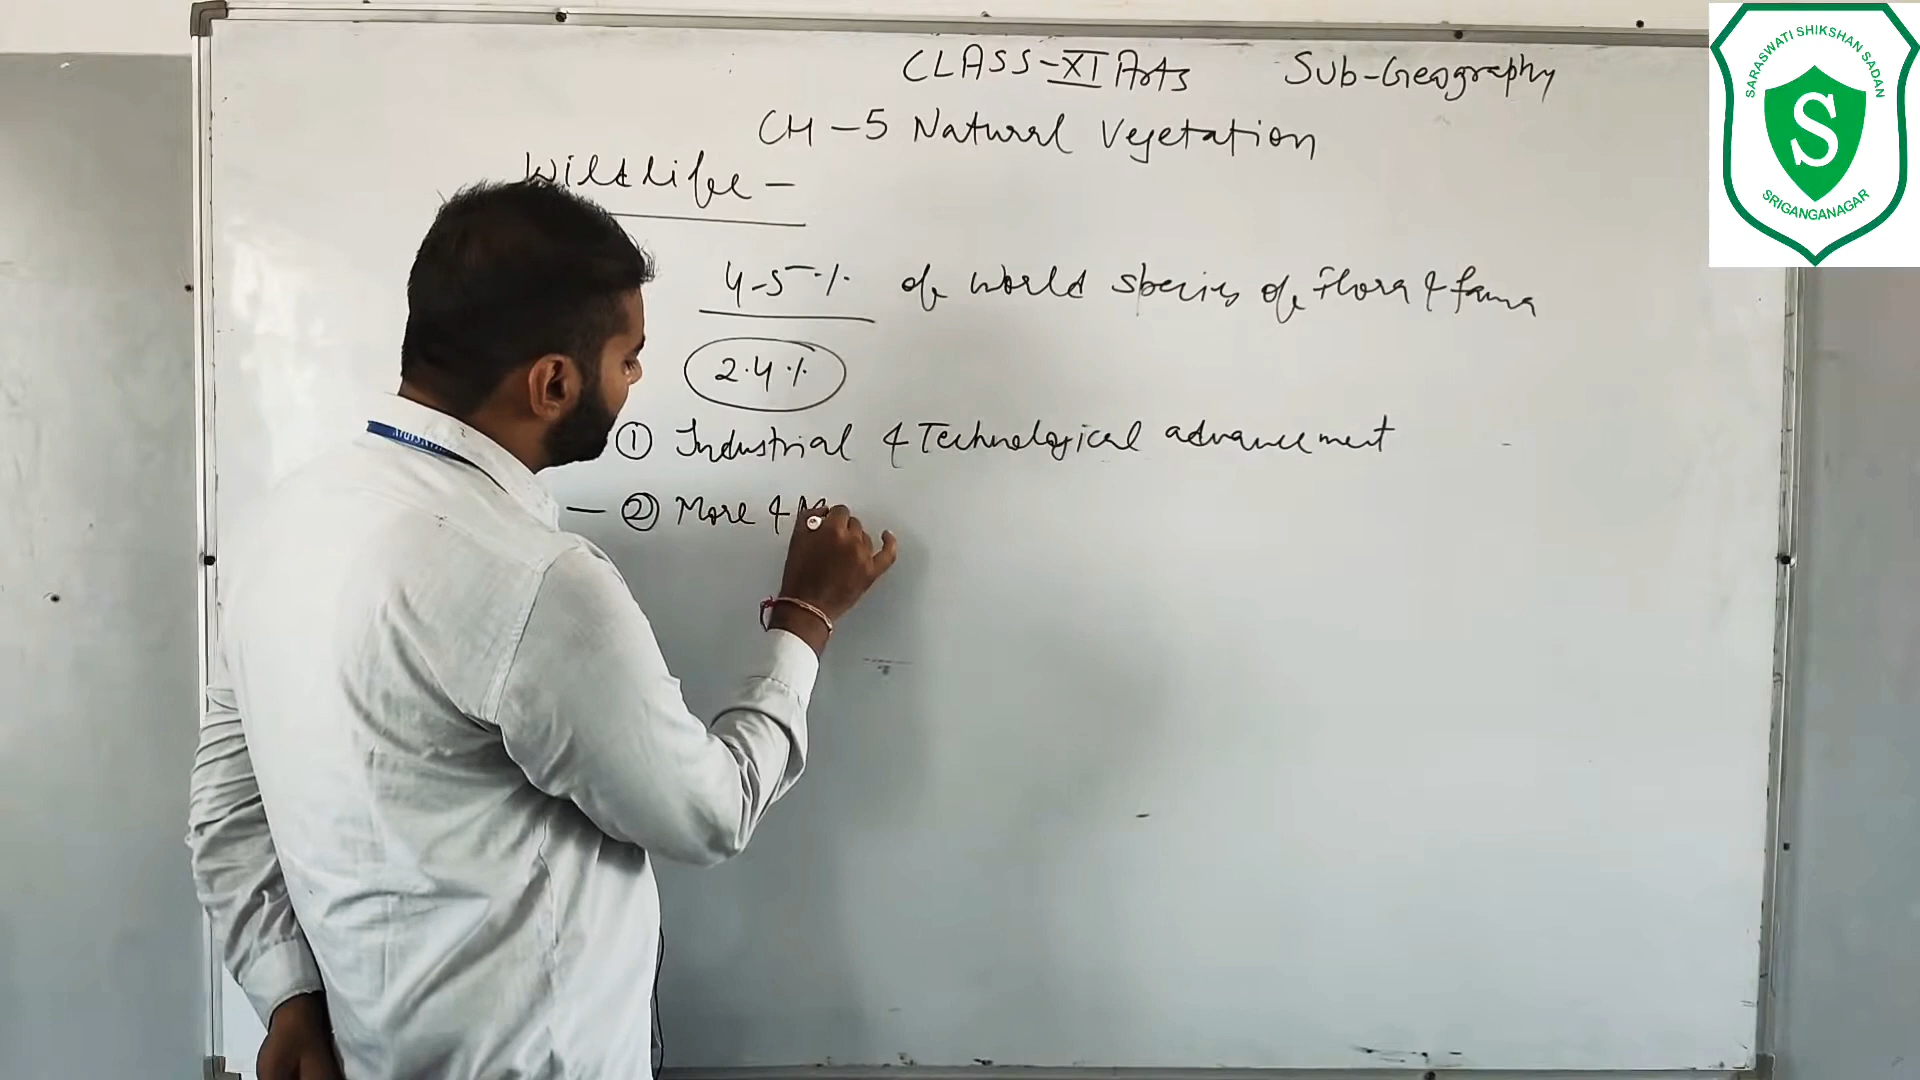 CLASS-XI Arts Sub-Geography
CH-5 Natural Vegetation
Wildlife -
4-5% of world species of flora & fauna
2.4%
① Industrial & Technological advancement
- ② More &
SARASWATI SHIKSHAN SADAN
S
SRIGANGANAGAR